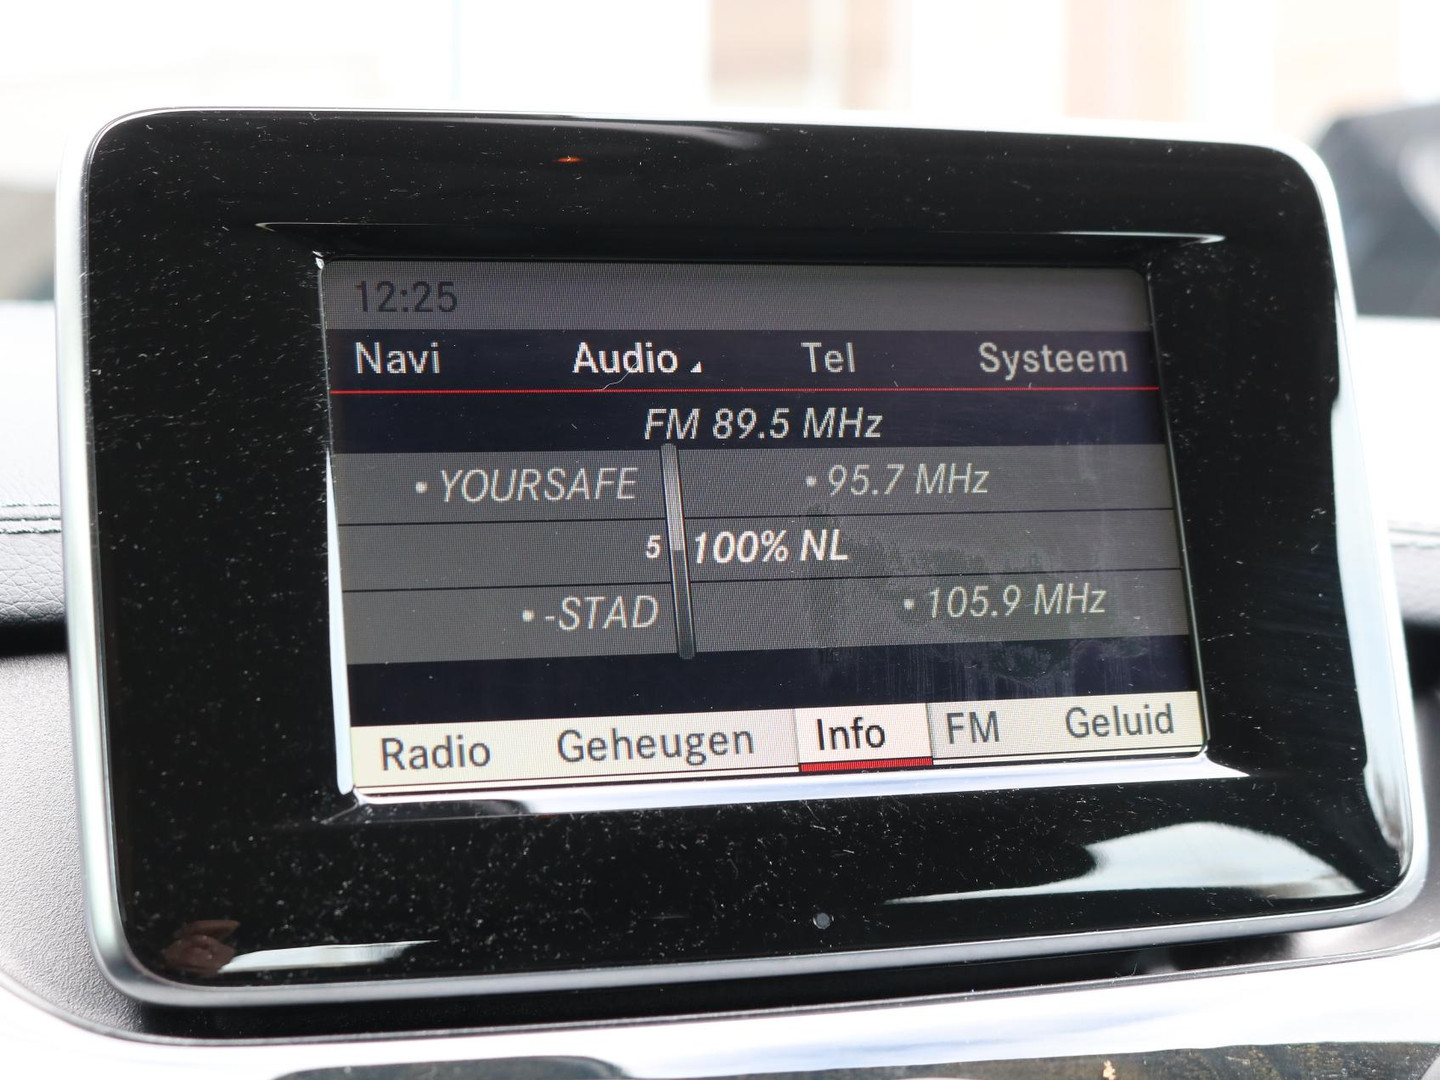 12:25
Navi Audio Tel Systeem
FM 89.5 MHz
• YOURSAFE • 95.7 MHz
5 100% NL
• -STAD • 105.9 MHz
Radio Geheugen Info FM Geluid